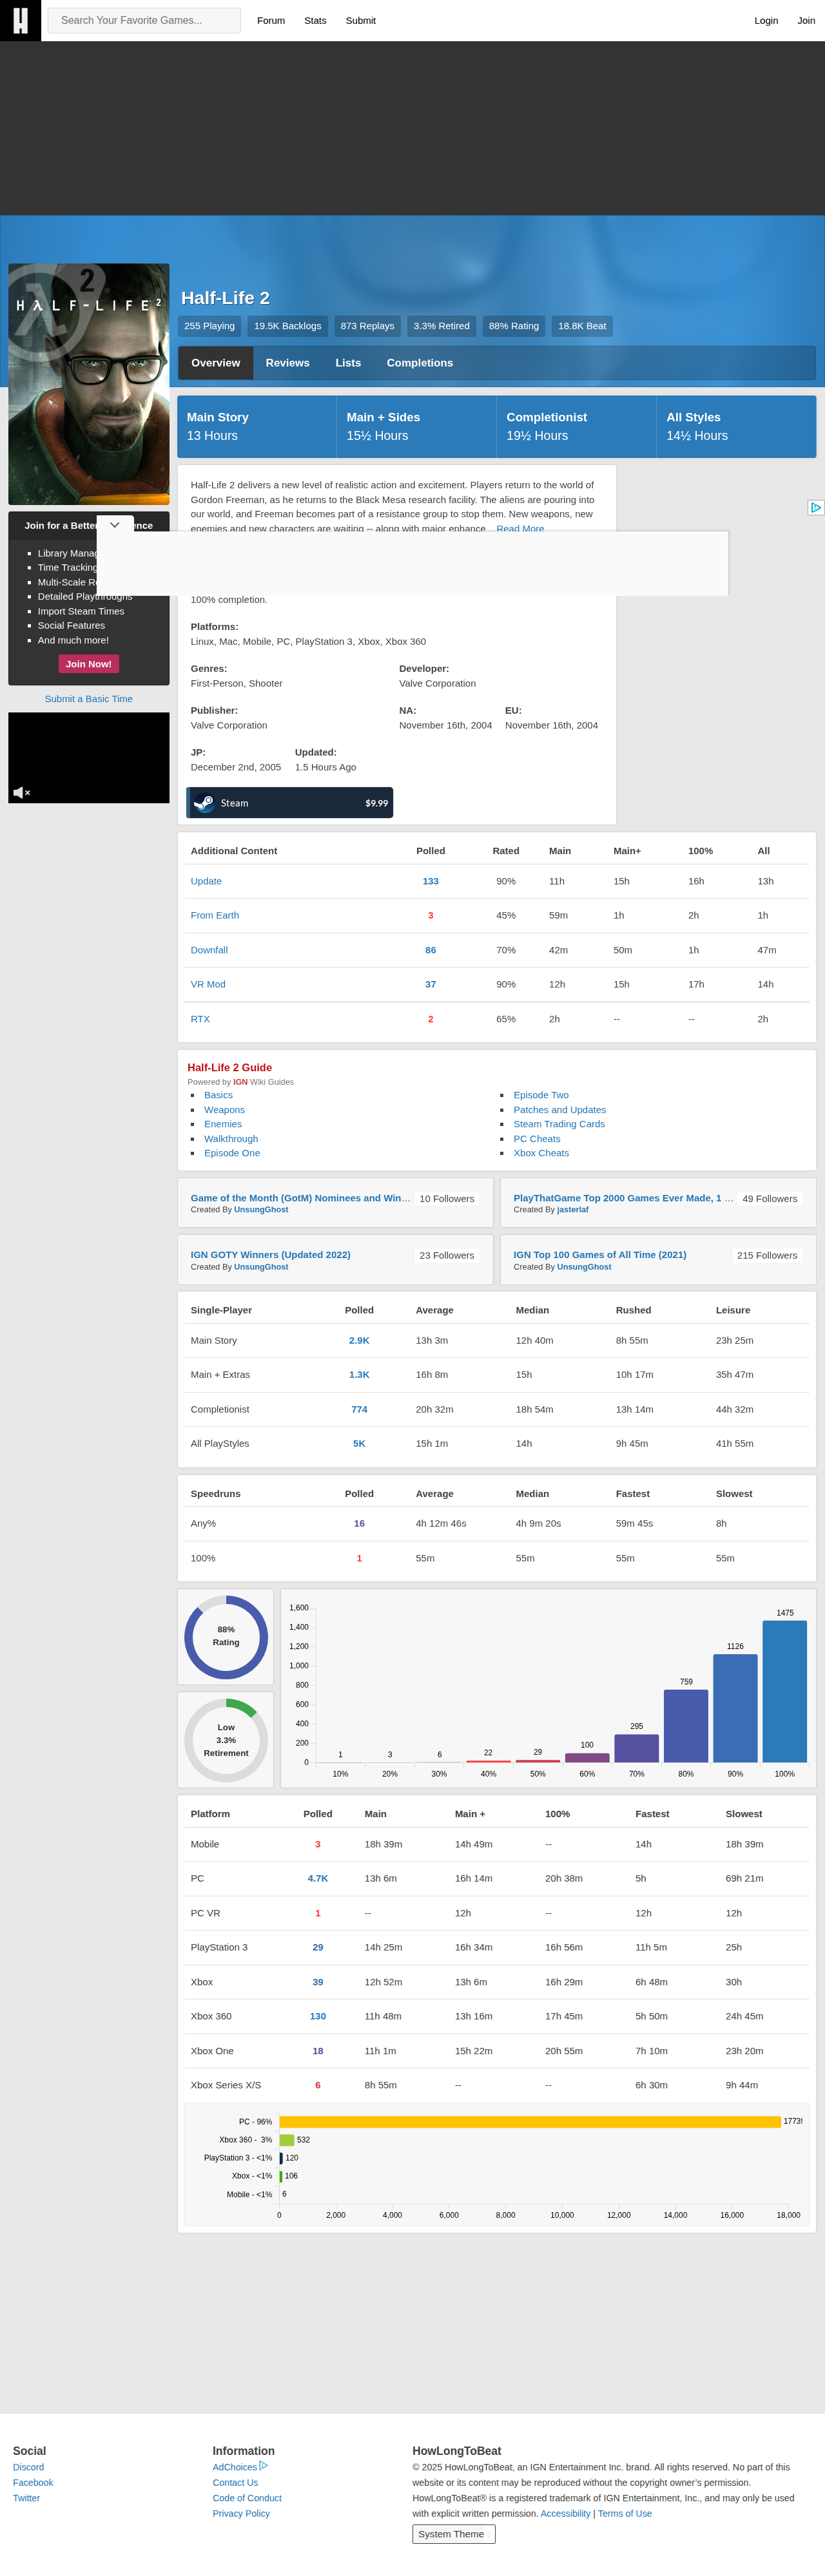 H
Search Your Favorite Games...
Forum
Stats
Submit
Login
Join
2
HλLF-LIFE²
Half-Life 2
255 Playing
19.5K Backlogs
873 Replays
3.3% Retired
88% Rating
18.8K Beat
Overview
Reviews
Lists
Completions
Main Story
13 Hours
Main + Sides
15½ Hours
Completionist
19½ Hours
All Styles
14½ Hours
Half-Life 2 delivers a new level of realistic action and excitement. Players return to the world of
Gordon Freeman, as he returns to the Black Mesa research facility. The aliens are pouring into
our world, and Freeman becomes part of a resistance group to stop them. New weapons, new
enemies and new characters are waiting -- along with major enhance ...Read More
100% completion.
Platforms:
Linux, Mac, Mobile, PC, PlayStation 3, Xbox, Xbox 360
Genres:
First-Person, Shooter
Developer:
Valve Corporation
Publisher:
Valve Corporation
NA:
November 16th, 2004
EU:
November 16th, 2004
JP:
December 2nd, 2005
Updated:
1.5 Hours Ago
Steam $9.99
Join for a Better
Library
Time Tracking
Multi-Scale
Detailed Playthroughs
Import Steam Times
Social Features
And much more!
Join Now!
Submit a Basic Time
Additional Content Polled Rated Main Main+ 100% All
Update 133 90% 11h 15h 16h 13h
From Earth 3 45% 59m 1h 2h 1h
Downfall 86 70% 42m 50m 1h 47m
VR Mod 37 90% 12h 15h 17h 14h
RTX 2 65% 2h -- -- 2h
Half-Life 2 Guide
Powered by IGN Wiki Guides
Basics
Weapons
Enemies
Walkthrough
Episode One
Episode Two
Patches and Updates
Steam Trading Cards
PC Cheats
Xbox Cheats
Game of the Month (GotM) Nominees and Win... 10 Followers
Created By UnsungGhost
PlayThatGame Top 2000 Games Ever Made, 1 ... 49 Followers
Created By jasterlaf
IGN GOTY Winners (Updated 2022) 23 Followers
Created By UnsungGhost
IGN Top 100 Games of All Time (2021) 215 Followers
Created By UnsungGhost
Single-Player Polled Average Median Rushed Leisure
Main Story 2.9K 13h 3m 12h 40m 8h 55m 23h 25m
Main + Extras 1.3K 16h 8m 15h 10h 17m 35h 47m
Completionist 774 20h 32m 18h 54m 13h 14m 44h 32m
All PlayStyles 5K 15h 1m 14h 9h 45m 41h 55m
Speedruns Polled Average Median Fastest Slowest
Any% 16 4h 12m 46s 4h 9m 20s 59m 45s 8h
100% 1 55m 55m 55m 55m
88%
Rating
Low
3.3%
Retirement
1,600
1,400
1,200
1,000
800
600
400
200
0
1 3 6 22 29 100 295 759 1126 1475
10% 20% 30% 40% 50% 60% 70% 80% 90% 100%
Platform Polled Main Main + 100% Fastest Slowest
Mobile 3 18h 39m 14h 49m -- 14h 18h 39m
PC 4.7K 13h 6m 16h 14m 20h 38m 5h 69h 21m
PC VR 1 -- 12h -- 12h 12h
PlayStation 3 29 14h 25m 16h 34m 16h 56m 11h 5m 25h
Xbox 39 12h 52m 13h 6m 16h 29m 6h 48m 30h
Xbox 360 130 11h 48m 13h 16m 17h 45m 5h 50m 24h 45m
Xbox One 18 11h 1m 15h 22m 20h 55m 7h 10m 23h 20m
Xbox Series X/S 6 8h 55m -- -- 6h 30m 9h 44m
PC - 96% 1773
Xbox 360 - 3% 532
PlayStation 3 - <1% 120
Xbox - <1% 106
Mobile - <1% 6
0 2,000 4,000 6,000 8,000 10,000 12,000 14,000 16,000 18,000
Social
Discord
Facebook
Twitter
Information
AdChoices
Contact Us
Code of Conduct
Privacy Policy
HowLongToBeat
© 2025 HowLongToBeat, an IGN Entertainment Inc. brand. All rights reserved. No part of this
website or its content may be reproduced without the copyright owner's permission.
HowLongToBeat® is a registered trademark of IGN Entertainment, Inc., and may only be used
with explicit written permission. Accessibility | Terms of Use
System Theme